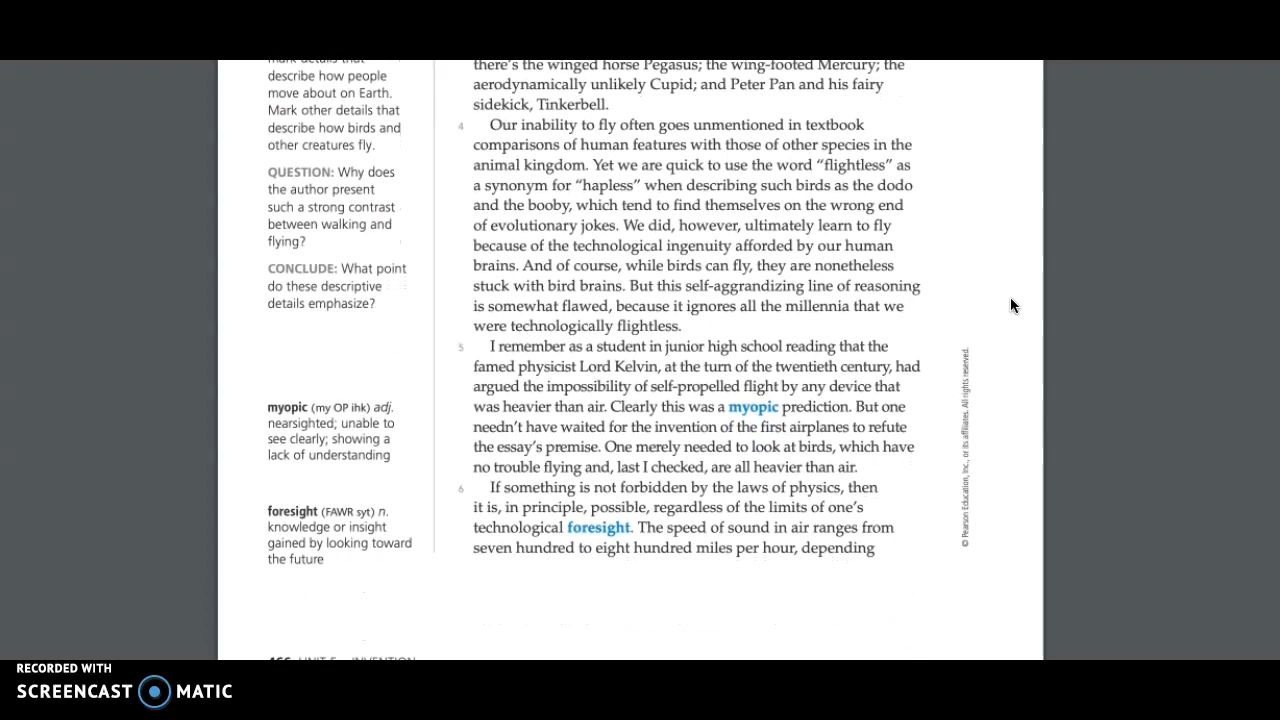 mark details that
describe how people
move about on Earth.
Mark other details that
describe how birds and
other creatures fly.
QUESTION: Why does
the author present
such a strong contrast
between walking and
flying?
CONCLUDE: What point
do these descriptive
details emphasize?
myopic (my OP ihk) adj.
nearsighted; unable to
see clearly; showing a
lack of understanding
foresight (FAWR syt) n.
knowledge or insight
gained by looking toward
the future
there's the winged horse Pegasus; the wing-footed Mercury; the
aerodynamically unlikely Cupid; and Peter Pan and his fairy
sidekick, Tinkerbell.
4 Our inability to fly often goes unmentioned in textbook
comparisons of human features with those of other species in the
animal kingdom. Yet we are quick to use the word “flightless” as
a synonym for “hapless” when describing such birds as the dodo
and the booby, which tend to find themselves on the wrong end
of evolutionary jokes. We did, however, ultimately learn to fly
because of the technological ingenuity afforded by our human
brains. And of course, while birds can fly, they are nonetheless
stuck with bird brains. But this self-aggrandizing line of reasoning
is somewhat flawed, because it ignores all the millennia that we
were technologically flightless.
5 I remember as a student in junior high school reading that the
famed physicist Lord Kelvin, at the turn of the twentieth century, had
argued the impossibility of self-propelled flight by any device that
was heavier than air. Clearly this was a myopic prediction. But one
needn't have waited for the invention of the first airplanes to refute
the essay's premise. One merely needed to look at birds, which have
no trouble flying and, last I checked, are all heavier than air.
6 If something is not forbidden by the laws of physics, then
it is, in principle, possible, regardless of the limits of one's
technological foresight. The speed of sound in air ranges from
seven hundred to eight hundred miles per hour, depending
© Pearson Education, Inc., or its affiliates. All rights reserved.
RECORDED WITH
SCREENCAST MATIC